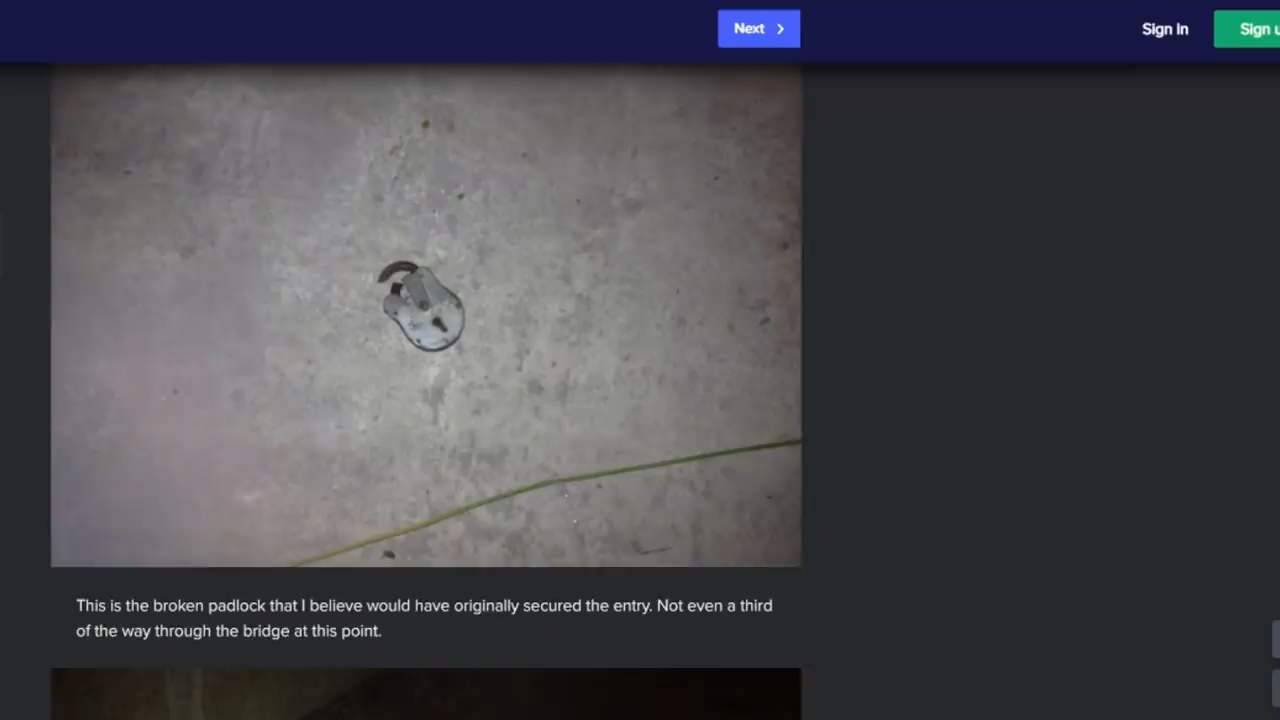 Next
Sign in
Sign u
This is the broken padlock that I believe would have originally secured the entry. Not even a third
of the way through the bridge at this point.